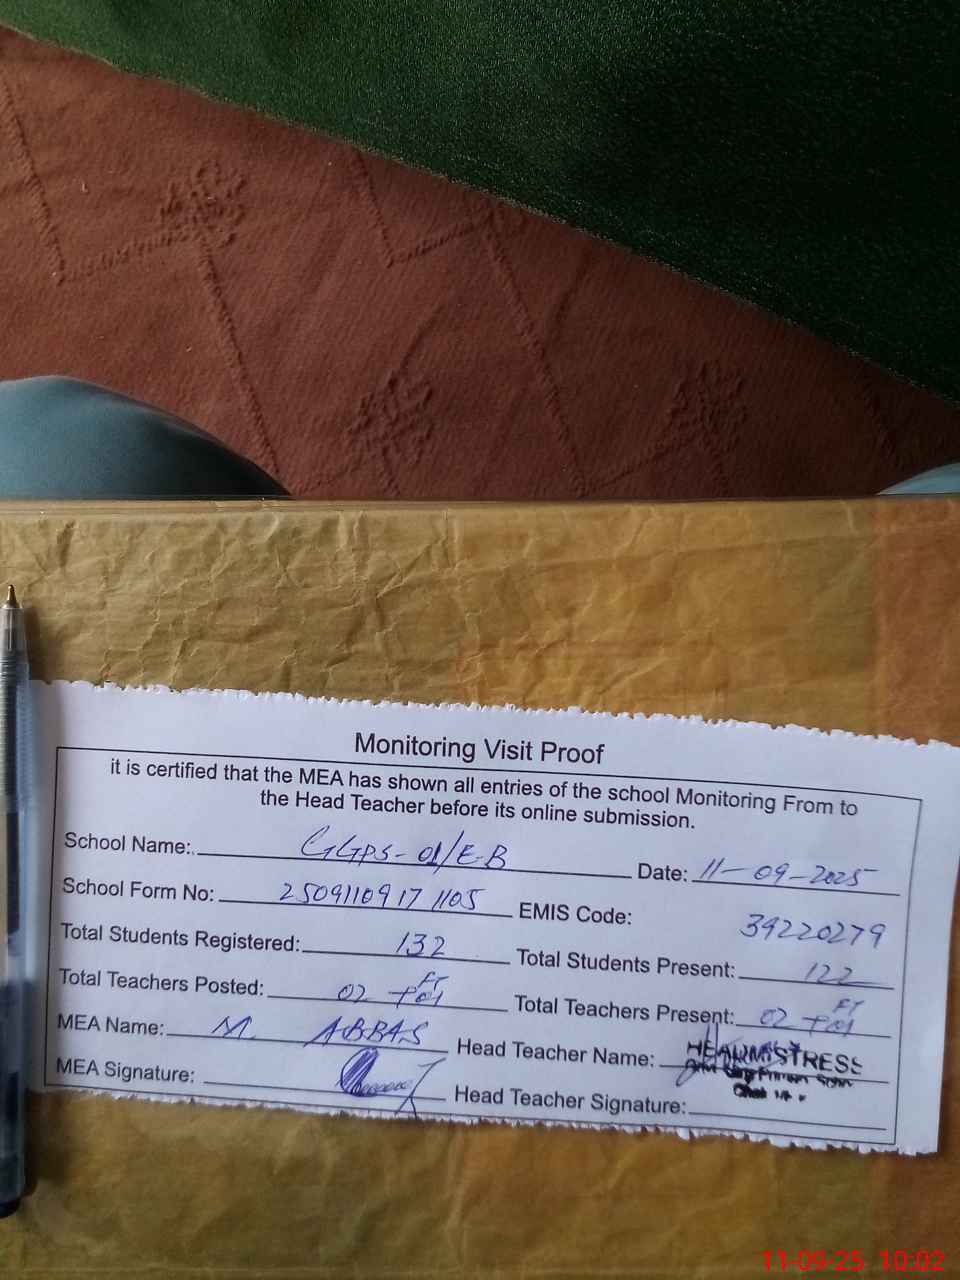 Monitoring Visit Proof
it is certified that the MEA has shown all entries of the school Monitoring From to
the Head Teacher before its online submission.
School Name: GGPS-01/E-B Date: 11-09-2025
School Form No: 25091109171105 EMIS Code: 39220279
Total Students Registered: 132 Total Students Present: 122
Total Teachers Posted: 02 + 01 FT Total Teachers Present: 02 + 01 FT
MEA Name: M ABBAS Head Teacher Name: HEADMISTRESS
MEA Signature: Head Teacher Signature:
11-09-25 10:02